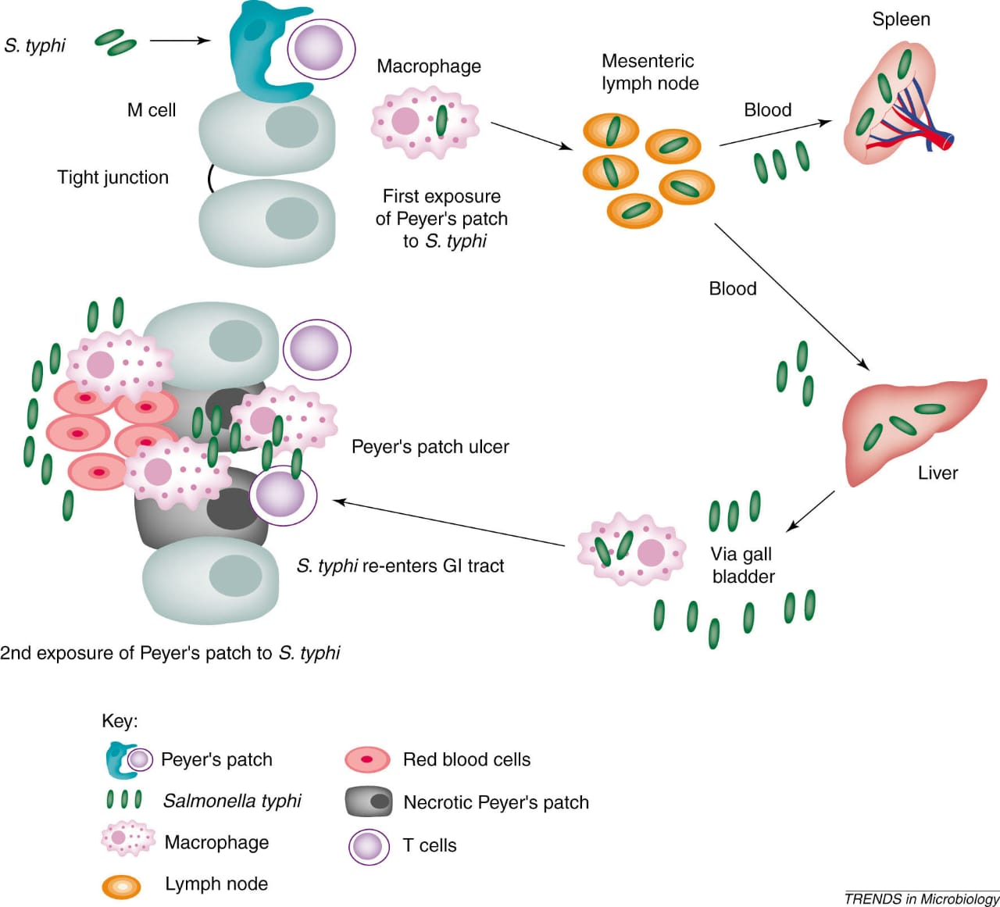 S. typhi
M cell
Tight junction
Macrophage
First exposure
of Peyer's patch
to S. typhi
Mesenteric
lymph node
Blood
Spleen
Blood
Liver
Via gall
bladder
Peyer's patch ulcer
S. typhi re-enters GI tract
2nd exposure of Peyer's patch to S. typhi
Key:
Peyer's patch
Salmonella typhi
Macrophage
Lymph node
Red blood cells
Necrotic Peyer's patch
T cells
TRENDS in Microbiology